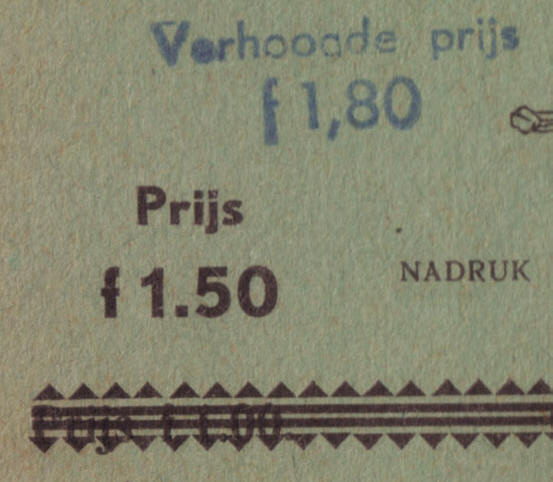 Verhoogde prijs
f 1,80
Prijs
f 1.50
NADRUK
Prijs f 1.00